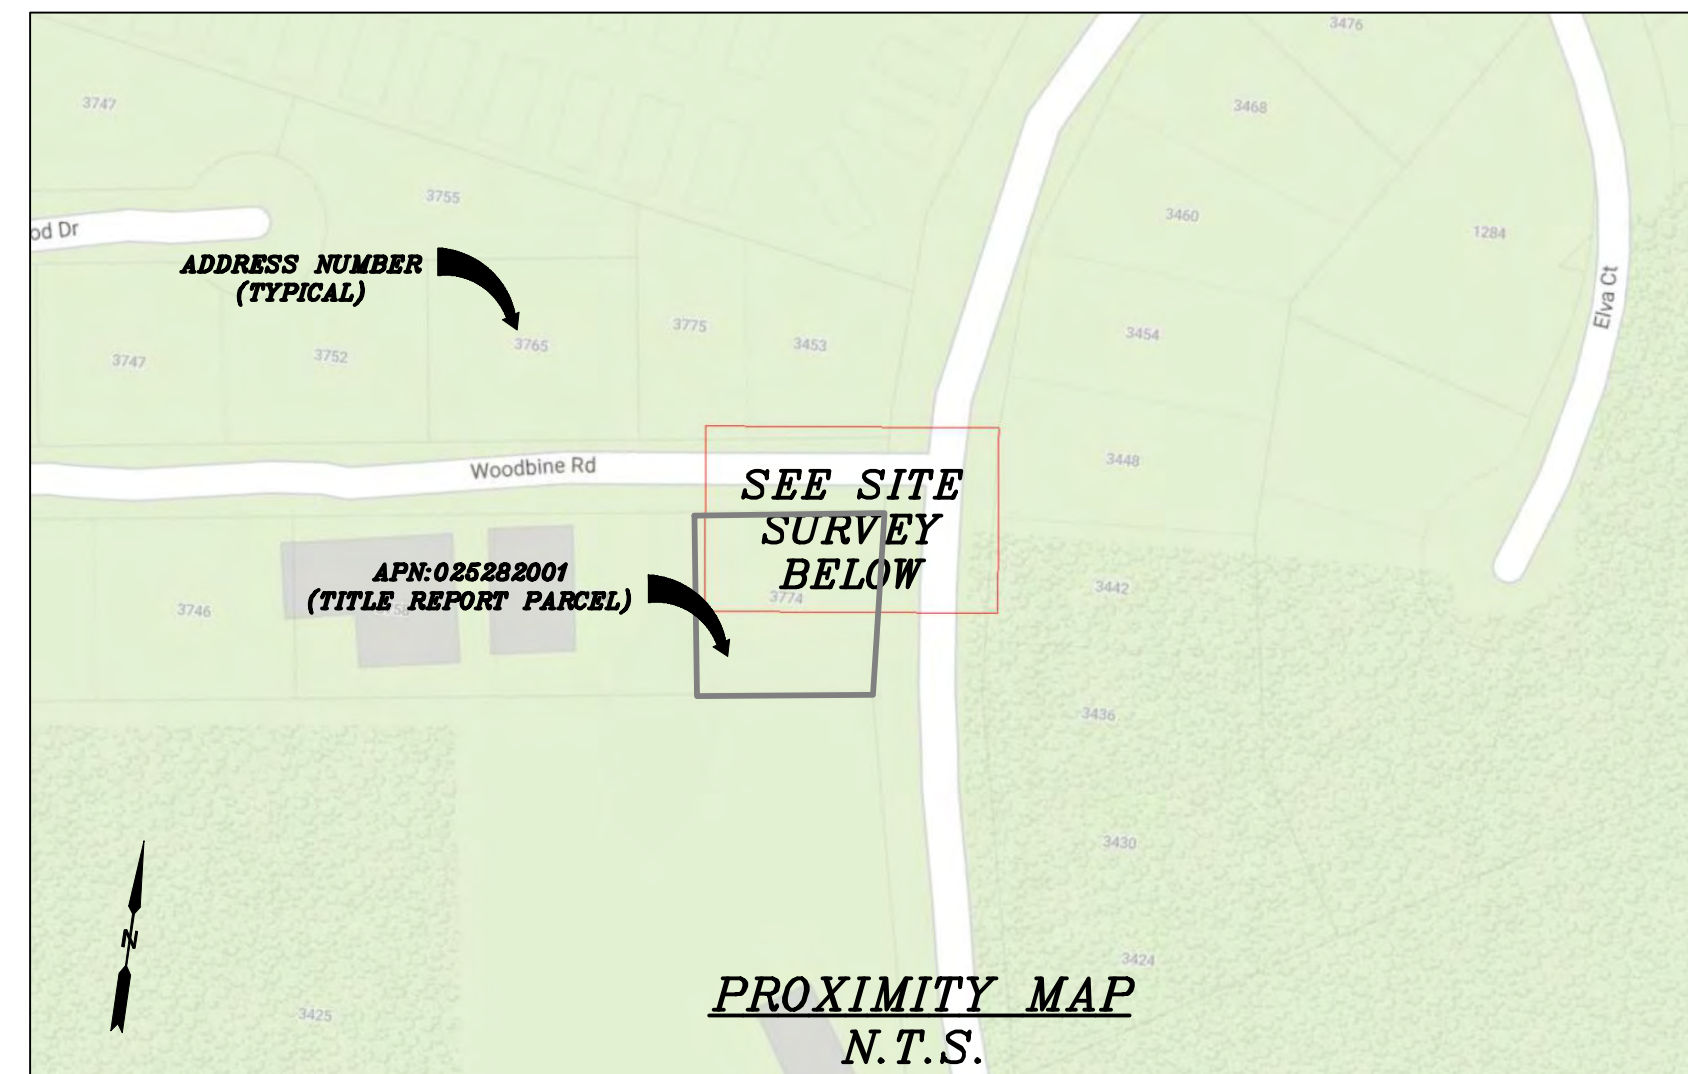 3476
3747
3468
3755
3460
od Dr
1284
ADDRESS NUMBER
(TYPICAL)
Elva Ct
3775
3454
3765
3453
3747
3752
Woodbine Rd
3448
SEE SITE
SURVEY
BELOW
APN:025282001
(TITLE REPORT PARCEL)
3442
3774
3746
3436
3430
N
3424
PROXIMITY MAP
N.T.S.
3425